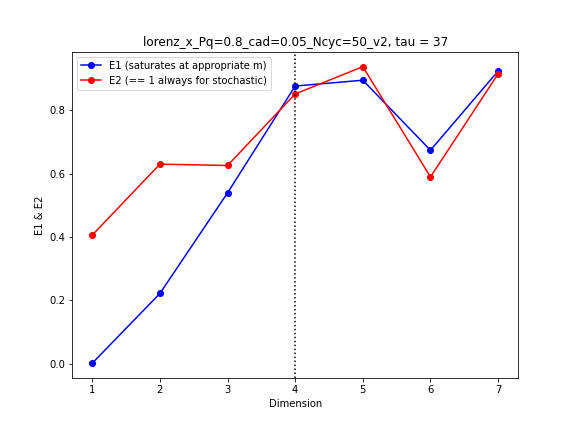 lorenz_x_Pq=0.8_cad=0.05_Ncyc=50_v2, tau = 37
E1 (saturates at appropriate m)
E2 (== 1 always for stochastic)
E1 & E2
0.8
0.6
0.4
0.2
0.0
1 2 3 4 5 6 7
Dimension